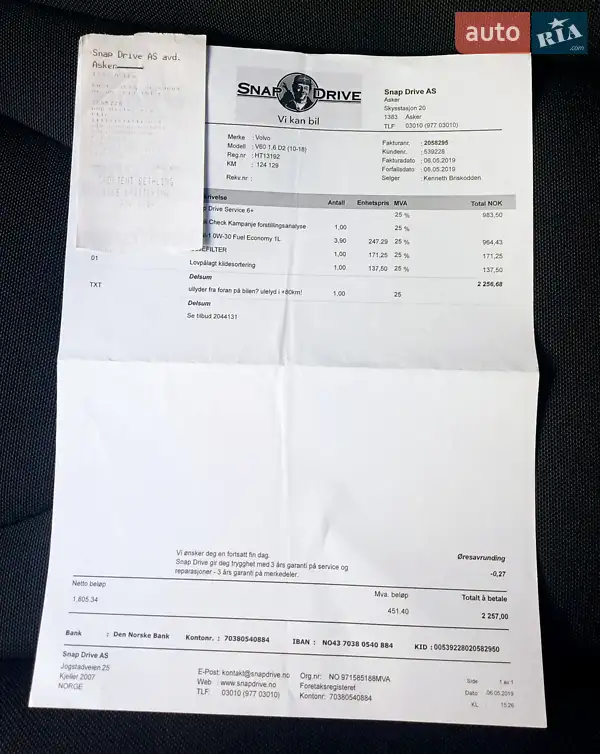 auto RIA .com
Snap Drive AS avd.
Asker
SNAP DRIVE
Vi kan bil
Snap Drive AS
Asker
Skysstasjon 20
1383 Asker
TLF 03010 (977 03010)
Merke : Volvo
Modell : V60 1,6 D2 (10-18)
Reg.nr : HT13192
KM : 124 129
Rekv.nr :
Fakturanr. : 2058295
Kundenr. : 539228
Fakturadato : 06.05.2019
Forfallsdato : 06.05.2019
Selger : Kenneth Briskodden
krivelse Antall Enhetspris MVA Total NOK
Drive Service 6+ 25 % 983,50
Check Kampanje forstillingsanalyse 1,00 25 %
0W-30 Fuel Economy 1L 3,90 247,29 25 % 964,43
EFILTER 1,00 171,25 25 % 171,25
01 Lovpålagt kildesortering 1,00 137,50 25 % 137,50
Delsum 2 256,68
TXT ullyder fra foran på bilen? ulelyd i +80km! 1,00 25
Delsum
Se tilbud 2044131
Vi ønsker deg en fortsatt fin dag.
Snap Drive gir deg trygghet med 3 års garanti på service og
reparasjoner - 3 års garanti på merkedeler.
Øresavrunding
-0,27
Netto beløp Mva. beløp Totalt å betale
1,805.34 451.40 2 257,00
Bank : Den Norske Bank Kontonr. : 70380540884 IBAN : NO43 7038 0540 884 KID : 00539228020582950
Snap Drive AS
Jogstadveien 25
Kjeller 2007
NORGE
E-Post: kontakt@snapdrive.no
Web : www.snapdrive.no
TLF: 03010 (977 03010)
Org.nr: NO 971585188MVA
Foretaksregisteret
Kontonr: 70380540884
Side 1 av 1
Dato 06.05.2019
KL 15:26